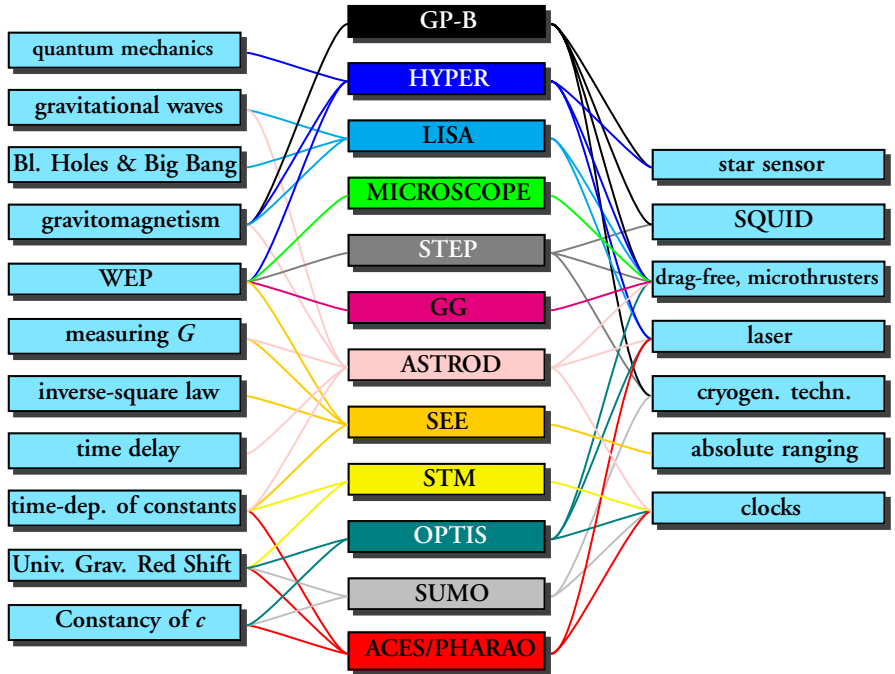 quantum mechanics
gravitational waves
Bl. Holes & Big Bang
gravitomagnetism
WEP
measuring G
inverse-square law
time delay
time-dep. of constants
Univ. Grav. Red Shift
Constancy of c
GP-B
HYPER
LISA
MICROSCOPE
STEP
GG
ASTROD
SEE
STM
OPTIS
SUMO
ACES/PHARAO
star sensor
SQUID
drag-free, microthrusters
laser
cryogen. techn.
absolute ranging
clocks